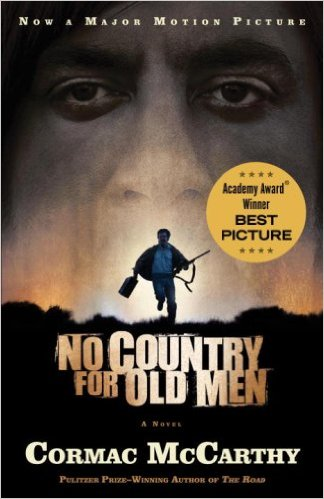 Now a Major Motion Picture
Academy Award®
Winner
BEST
PICTURE
NO COUNTRY
FOR OLD MEN
A Novel
Cormac McCarthy
Pulitzer Prize–Winning Author of The Road